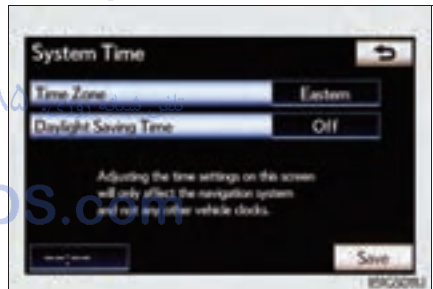 System Time
Time Zone Eastern
Daylight Saving Time Off
Adjusting the time settings on this screen
will only affect the navigation system
and not any other vehicle clocks.
--:--
Save